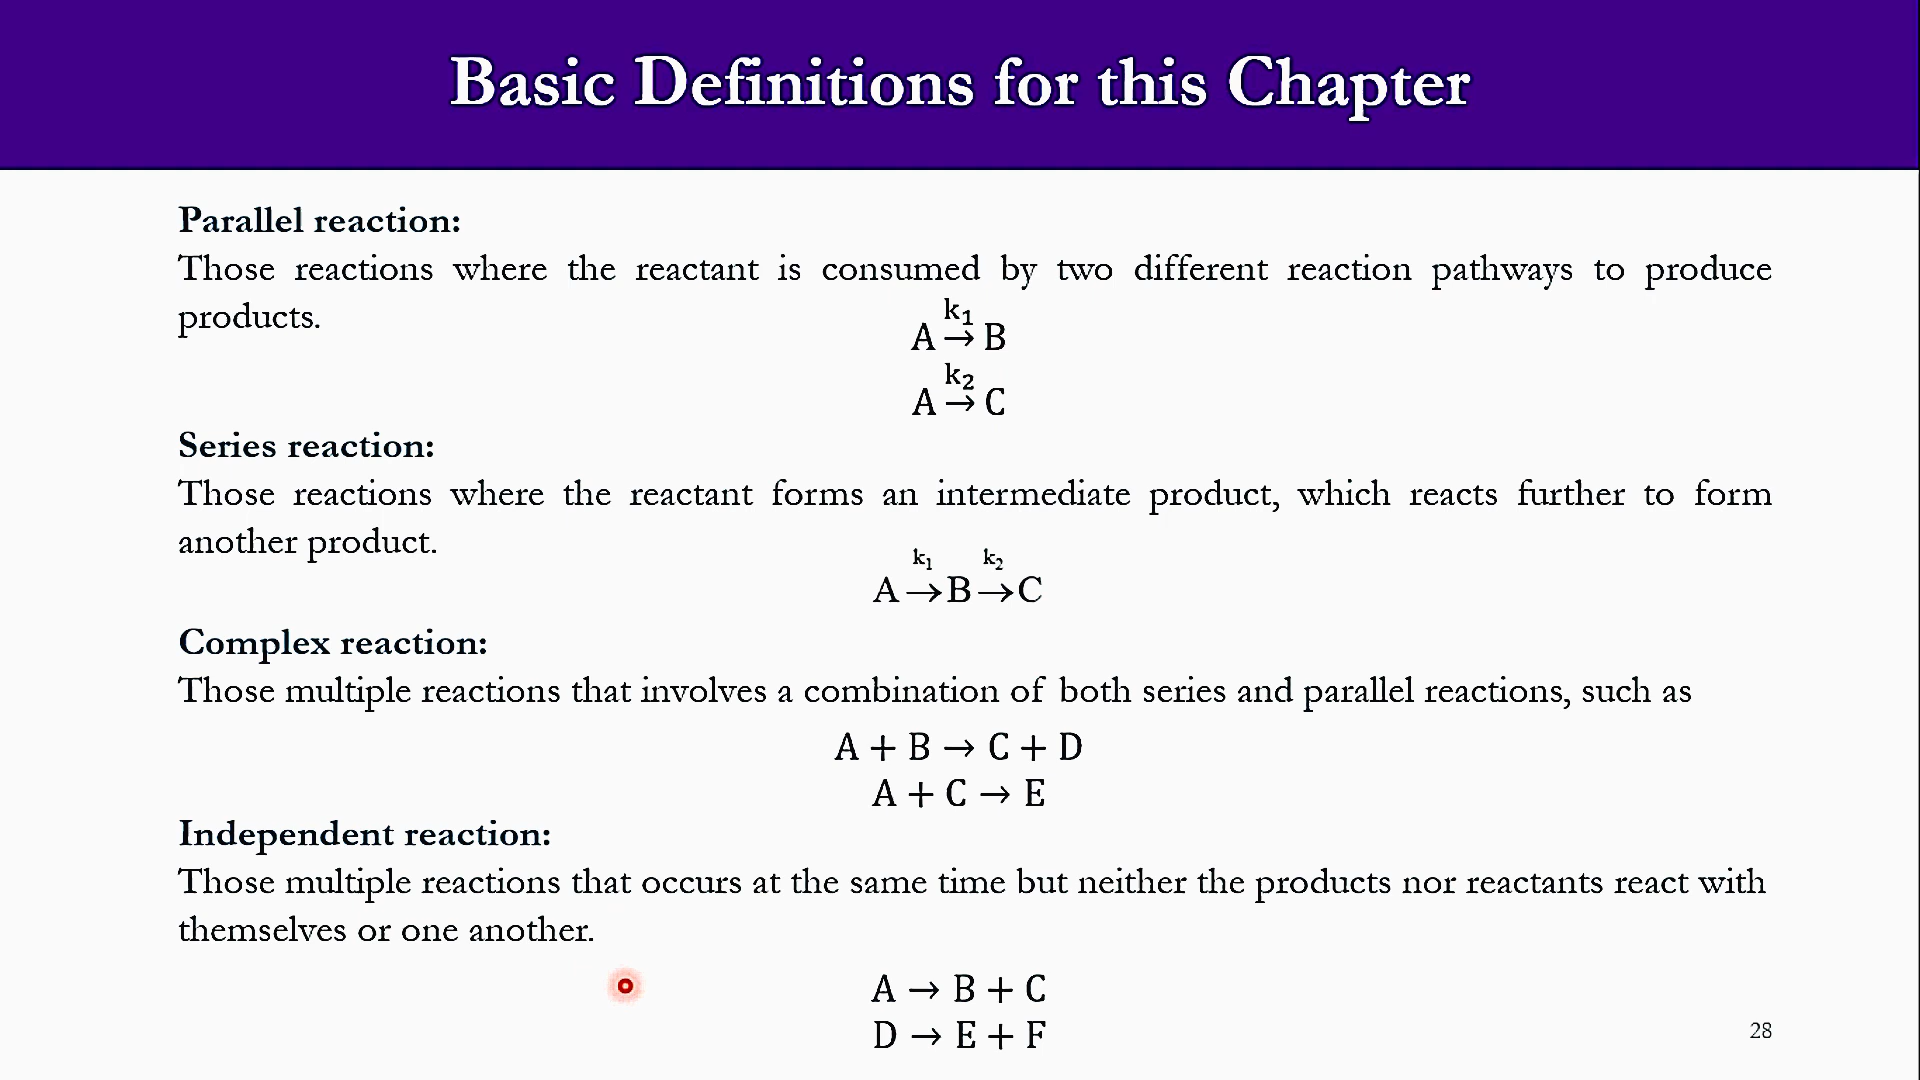 Basic Definitions for this Chapter
Parallel reaction:
Those reactions where the reactant is consumed by two different reaction pathways to produce
products.
A k₁→ B
A k₂→ C
Series reaction:
Those reactions where the reactant forms an intermediate product, which reacts further to form
another product.
A k₁→ B k₂→ C
Complex reaction:
Those multiple reactions that involves a combination of both series and parallel reactions, such as
A + B → C + D
A + C → E
Independent reaction:
Those multiple reactions that occurs at the same time but neither the products nor reactants react with
themselves or one another.
A → B + C
D → E + F
28